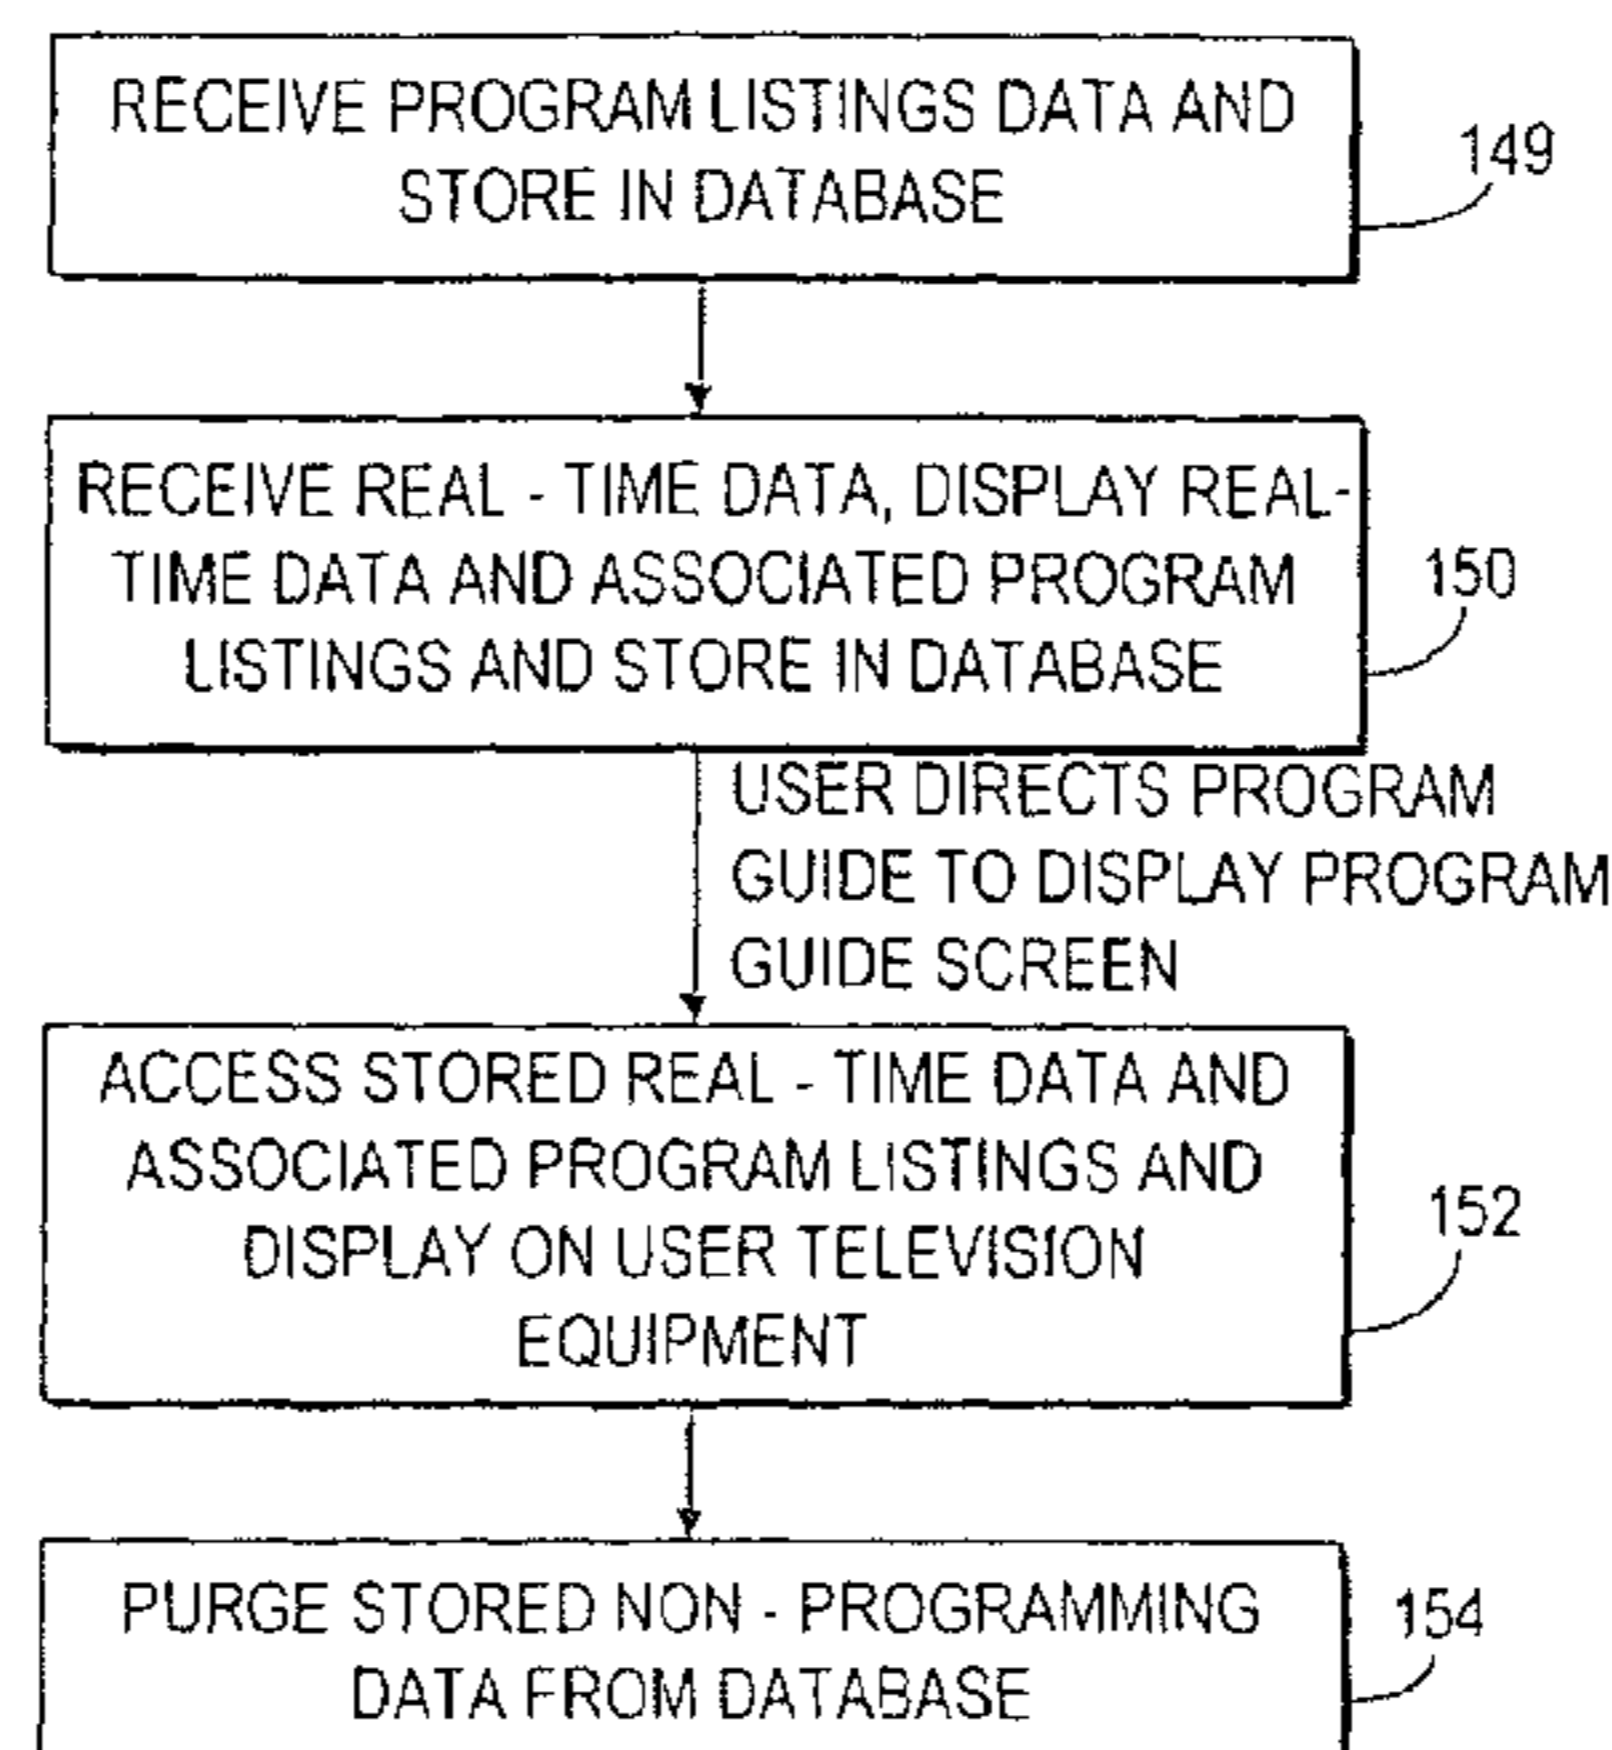 RECEIVE PROGRAM LISTINGS DATA AND
STORE IN DATABASE
149
RECEIVE REAL - TIME DATA, DISPLAY REAL-
TIME DATA AND ASSOCIATED PROGRAM
LISTINGS AND STORE IN DATABASE
150
USER DIRECTS PROGRAM
GUIDE TO DISPLAY PROGRAM
GUIDE SCREEN
ACCESS STORED REAL - TIME DATA AND
ASSOCIATED PROGRAM LISTINGS AND
DISPLAY ON USER TELEVISION
EQUIPMENT
152
PURGE STORED NON - PROGRAMMING
DATA FROM DATABASE
154